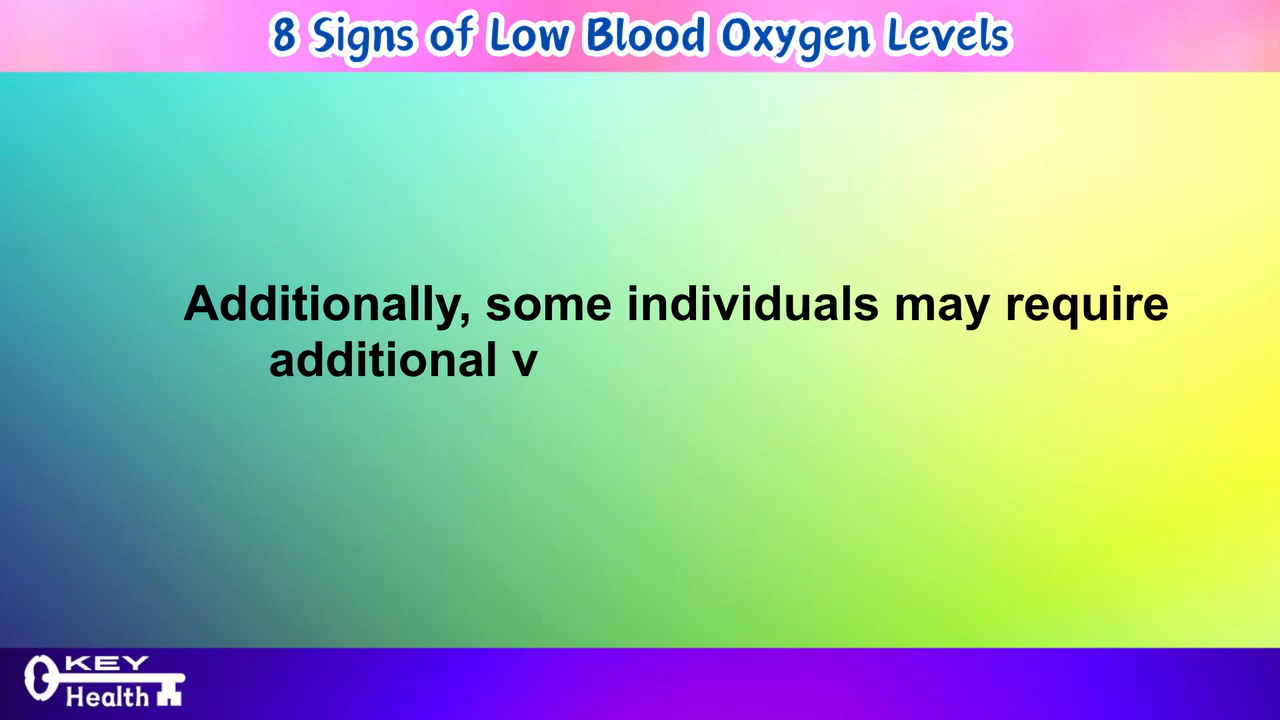 8 Signs of Low Blood Oxygen Levels
Additionally, some individuals may require
additional v
KEY
Health